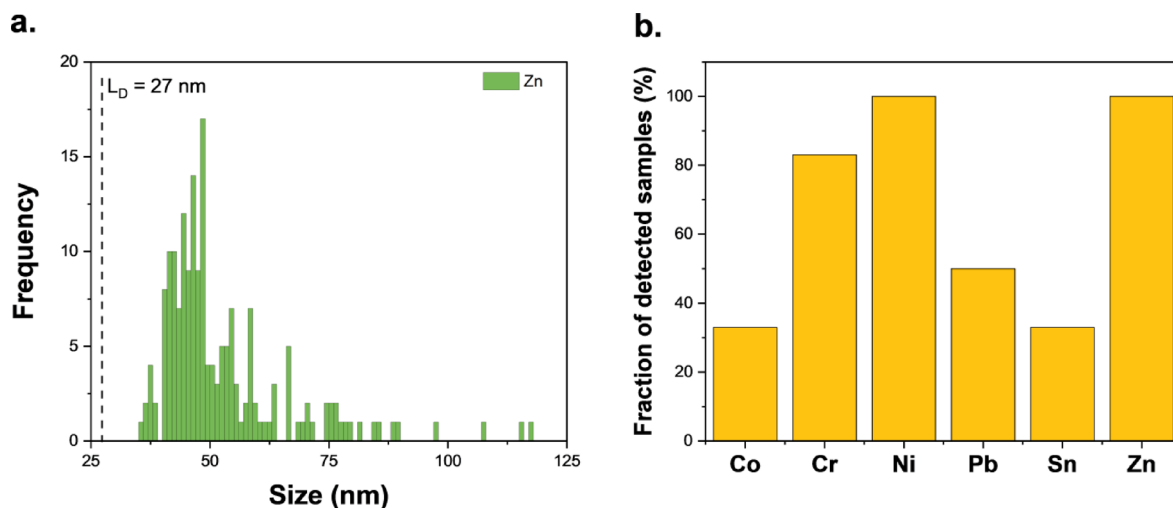 a.
L_D = 27 nm
Zn
20
15
10
5
0
Frequency
25 50 75 100 125
Size (nm)
b.
100
80
60
40
20
0
Fraction of detected samples (%)
Co Cr Ni Pb Sn Zn